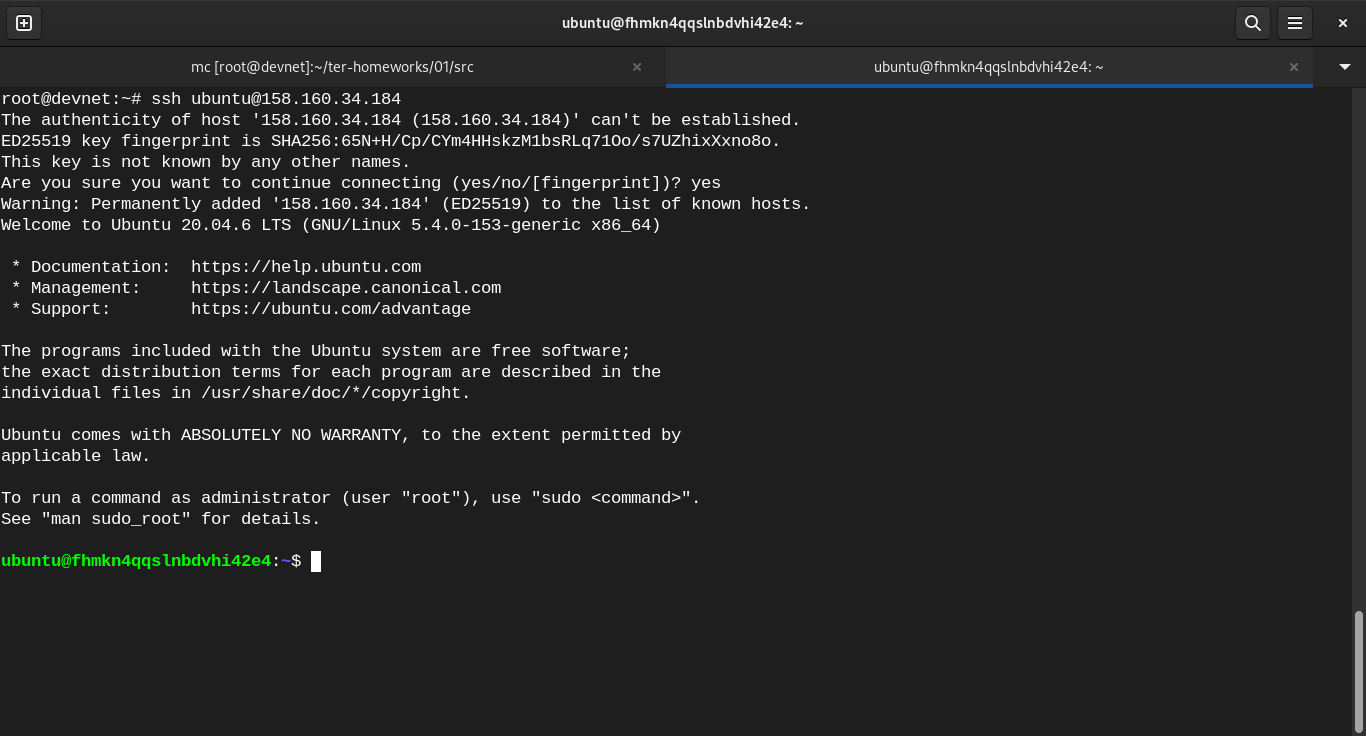 ubuntu@fhmkn4qqslnbdvhi42e4: ~
mc [root@devnet]:~/ter-homeworks/01/src
ubuntu@fhmkn4qqslnbdvhi42e4: ~
root@devnet:~# ssh ubuntu@158.160.34.184
The authenticity of host '158.160.34.184 (158.160.34.184)' can't be established.
ED25519 key fingerprint is SHA256:65N+H/Cp/CYm4HHskzM1bsRLq71Oo/s7UZhixXxno8o.
This key is not known by any other names.
Are you sure you want to continue connecting (yes/no/[fingerprint])? yes
Warning: Permanently added '158.160.34.184' (ED25519) to the list of known hosts.
Welcome to Ubuntu 20.04.6 LTS (GNU/Linux 5.4.0-153-generic x86_64)
 * Documentation:  https://help.ubuntu.com
 * Management:     https://landscape.canonical.com
 * Support:        https://ubuntu.com/advantage
The programs included with the Ubuntu system are free software;
the exact distribution terms for each program are described in the
individual files in /usr/share/doc/*/copyright.
Ubuntu comes with ABSOLUTELY NO WARRANTY, to the extent permitted by
applicable law.
To run a command as administrator (user "root"), use "sudo <command>".
See "man sudo_root" for details.
ubuntu@fhmkn4qqslnbdvhi42e4:~$